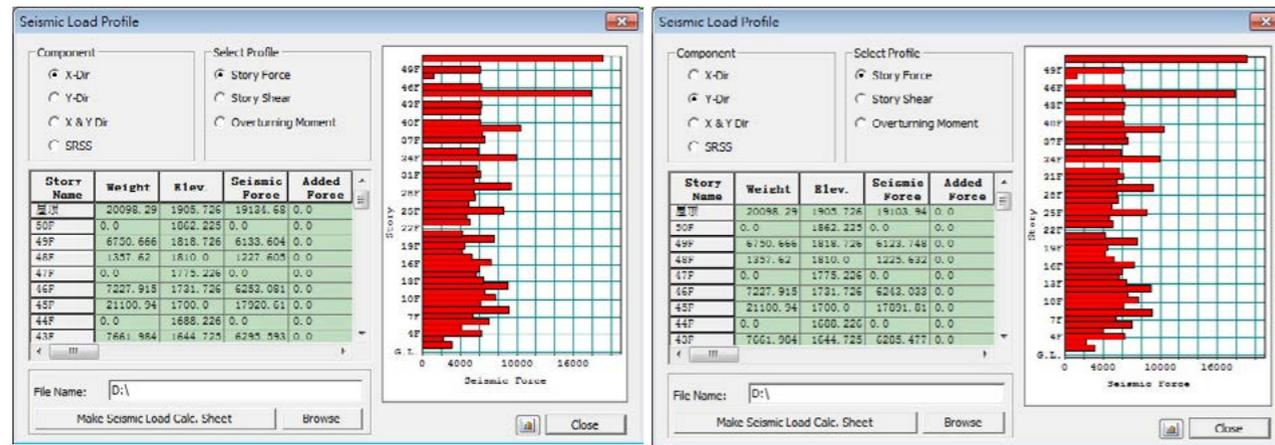 Seismic Load Profile
Component
X-Dir
Y-Dir
X & Y Dir
SRSS
Select Profile
Story Force
Story Shear
Overturning Moment
Story Name Weight Elev. Seismic Force Added Force
屋顶 20098.29 1905.726 19134.68 0.0
50F 0.0 1862.225 0.0 0.0
49F 6750.666 1818.726 6133.604 0.0
48F 1357.62 1810.0 1227.605 0.0
47F 0.0 1775.226 0.0 0.0
46F 7227.915 1731.726 6253.081 0.0
45F 21100.94 1700.0 17920.61 0.0
44F 0.0 1688.226 0.0 0.0
43F 7661.984 1644.725 6295.593 0.0
File Name: D:\
Make Seismic Load Calc. Sheet Browse
Story
49F
46F
43F
40F
37F
34F
31F
28F
25F
22F
19F
16F
13F
10F
7F
4F
G.L.
0 4000 10000 16000
Seismic Force
Close
Seismic Load Profile
Component
X-Dir
Y-Dir
X & Y Dir
SRSS
Select Profile
Story Force
Story Shear
Overturning Moment
Story Name Weight Elev. Seismic Force Added Force
屋顶 20098.29 1905.726 19103.94 0.0
50F 0.0 1862.225 0.0 0.0
49F 6750.666 1818.726 6123.748 0.0
48F 1357.62 1810.0 1225.632 0.0
47F 0.0 1775.226 0.0 0.0
46F 7227.915 1731.726 6243.033 0.0
45F 21100.94 1700.0 17891.81 0.0
44F 0.0 1688.226 0.0 0.0
43F 7661.984 1644.725 6285.477 0.0
File Name: D:\
Make Seismic Load Calc. Sheet Browse
Story
49F
46F
43F
40F
37F
34F
31F
28F
25F
22F
19F
16F
13F
10F
7F
4F
G.L.
0 4000 10000 16000
Seismic Force
Close